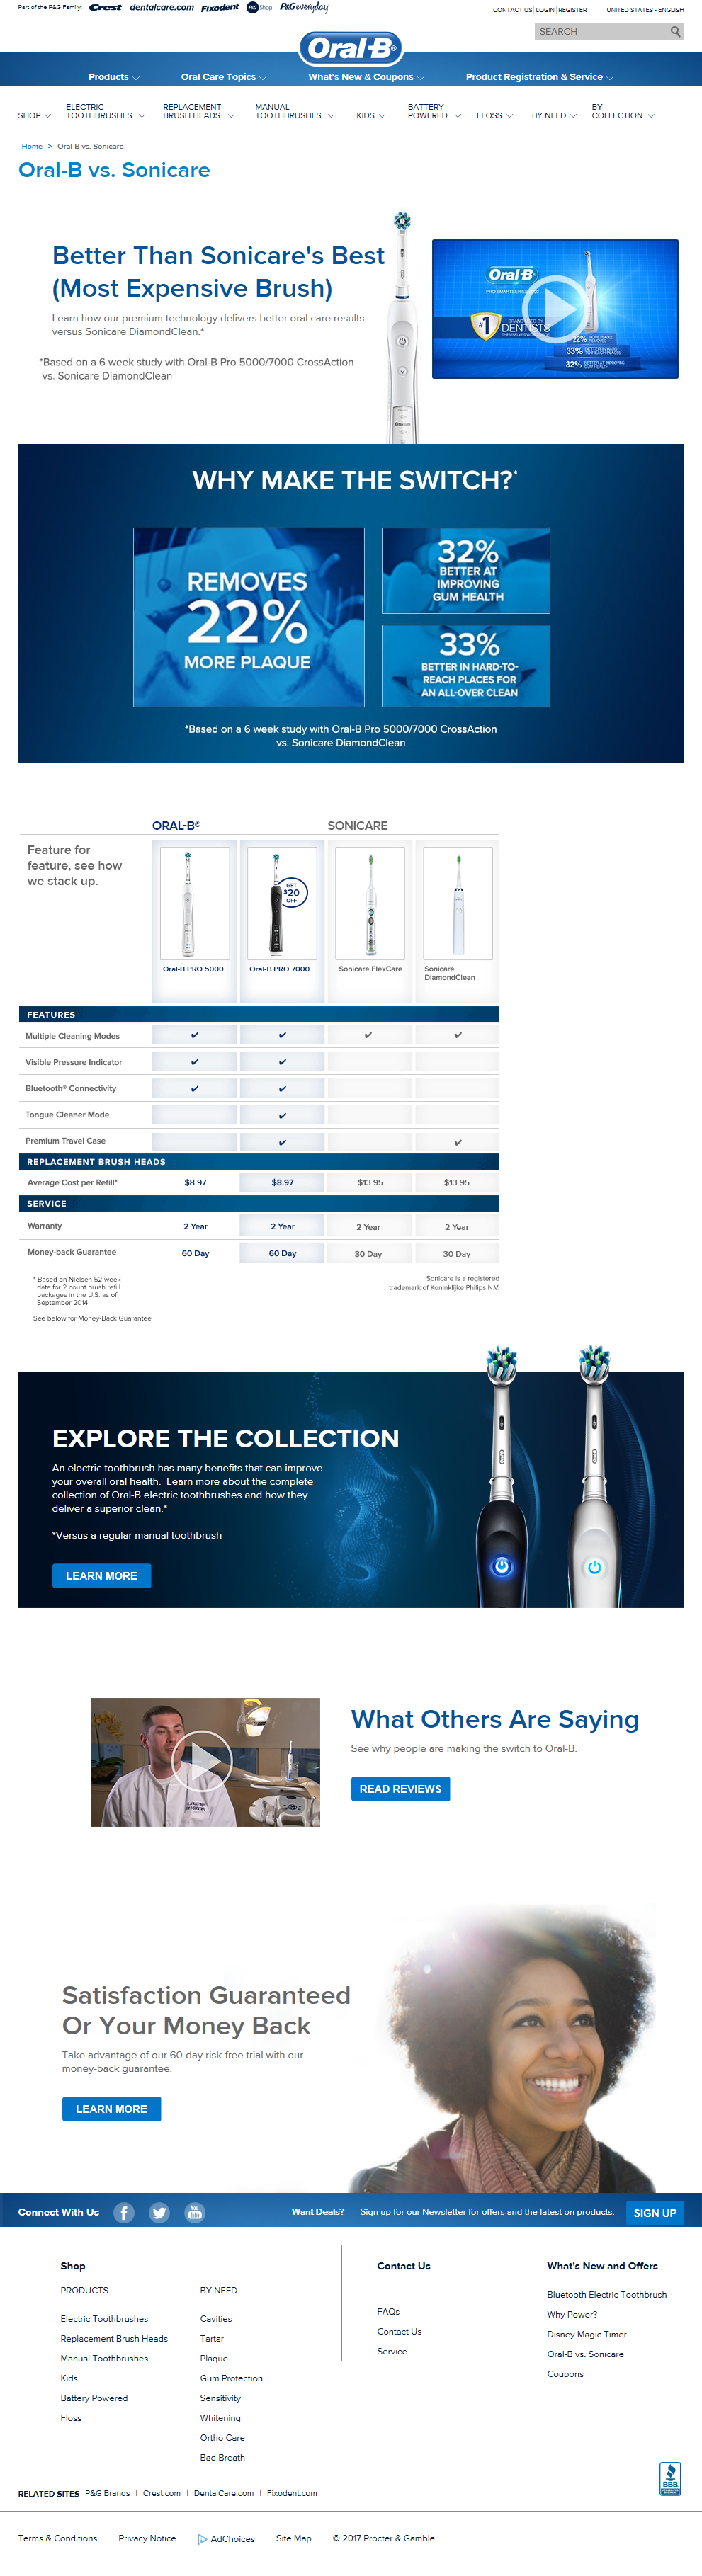 Part of the P&G Family: Crest dentalcare.com Fixodent P&G Shop P&G everyday
CONTACT US | LOGIN | REGISTER UNITED STATES - ENGLISH
SEARCH
Oral-B®
Products Oral Care Topics What's New & Coupons Product Registration & Service
SHOP ELECTRIC TOOTHBRUSHES REPLACEMENT BRUSH HEADS MANUAL TOOTHBRUSHES KIDS BATTERY POWERED FLOSS BY NEED BY COLLECTION
Home > Oral-B vs. Sonicare
Oral-B vs. Sonicare
Better Than Sonicare's Best
(Most Expensive Brush)
Learn how our premium technology delivers better oral care results
versus Sonicare DiamondClean.*
*Based on a 6 week study with Oral-B Pro 5000/7000 CrossAction
vs. Sonicare DiamondClean
Oral-B
#1
DENTISTS
22% MORE PLAQUE
33% BETTER IN HARD
TO REACH PLACES
32% BETTER AT IMPROVING
GUM HEALTH
WHY MAKE THE SWITCH?*
REMOVES
22%
MORE PLAQUE
32%
BETTER AT
IMPROVING
GUM HEALTH
33%
BETTER IN HARD-TO-
REACH PLACES FOR
AN ALL-OVER CLEAN
*Based on a 6 week study with Oral-B Pro 5000/7000 CrossAction
vs. Sonicare DiamondClean
ORAL-B® SONICARE
Feature for
feature, see how
we stack up.
GET
$20
OFF
Oral-B PRO 5000 Oral-B PRO 7000 Sonicare FlexCare Sonicare
DiamondClean
FEATURES
Multiple Cleaning Modes ✔ ✔ ✔ ✔
Visible Pressure Indicator ✔ ✔
Bluetooth® Connectivity ✔ ✔
Tongue Cleaner Mode ✔
Premium Travel Case ✔ ✔
REPLACEMENT BRUSH HEADS
Average Cost per Refill* $8.97 $8.97 $13.95 $13.95
SERVICE
Warranty 2 Year 2 Year 2 Year 2 Year
Money-back Guarantee 60 Day 60 Day 30 Day 30 Day
* Based on Nielsen 52 week
data for 2 count brush refill
packages in the U.S. as of
September 2014.
See below for Money-Back Guarantee
Sonicare is a registered
trademark of Koninklijke Philips N.V.
EXPLORE THE COLLECTION
An electric toothbrush has many benefits that can improve
your overall oral health. Learn more about the complete
collection of Oral-B electric toothbrushes and how they
deliver a superior clean.*
*Versus a regular manual toothbrush
LEARN MORE
What Others Are Saying
See why people are making the switch to Oral-B.
READ REVIEWS
Satisfaction Guaranteed
Or Your Money Back
Take advantage of our 60-day risk-free trial with our
money-back guarantee.
LEARN MORE
Connect With Us f You Tube Want Deals? Sign up for our Newsletter for offers and the latest on products. SIGN UP
Shop
PRODUCTS
Electric Toothbrushes
Replacement Brush Heads
Manual Toothbrushes
Kids
Battery Powered
Floss
BY NEED
Cavities
Tartar
Plaque
Gum Protection
Sensitivity
Whitening
Ortho Care
Bad Breath
Contact Us
FAQs
Contact Us
Service
What's New and Offers
Bluetooth Electric Toothbrush
Why Power?
Disney Magic Timer
Oral-B vs. Sonicare
Coupons
BBB
RELATED SITES P&G Brands | Crest.com | DentalCare.com | Fixodent.com
Terms & Conditions Privacy Notice AdChoices Site Map © 2017 Procter & Gamble